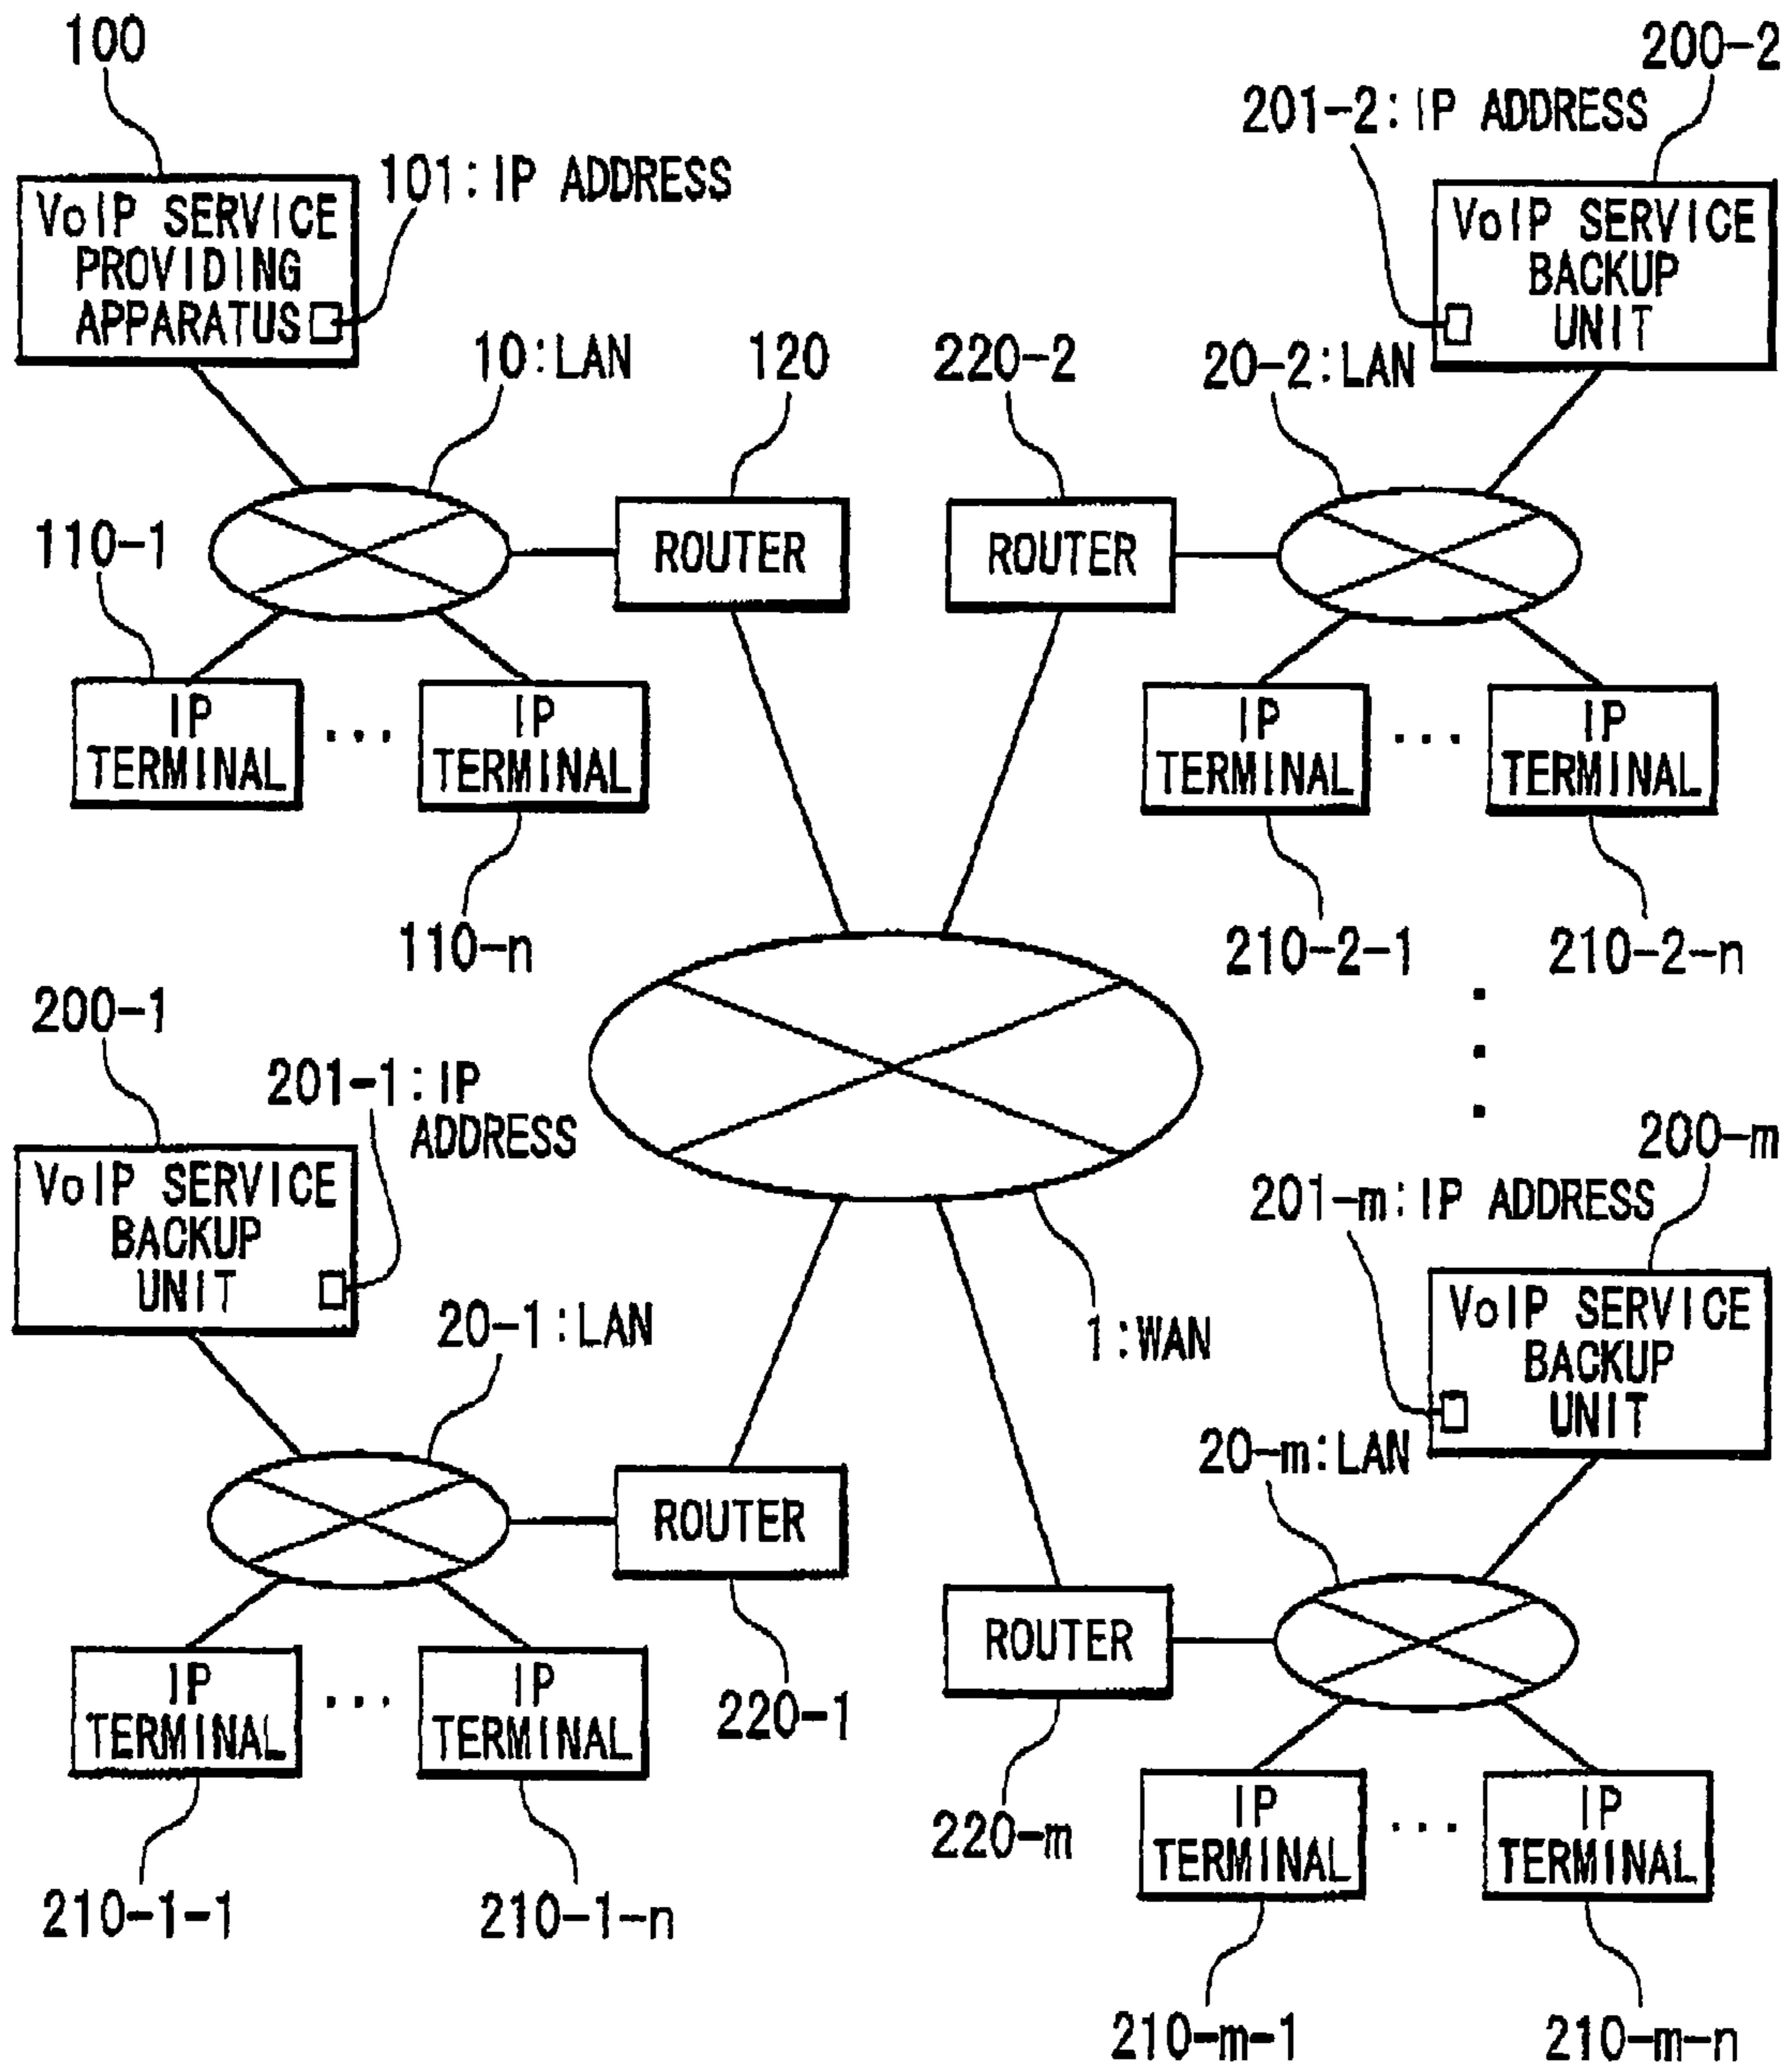 100
101:IP ADDRESS
VoIP SERVICE
PROVIDING
APPARATUS
10:LAN
120
ROUTER
110-1
IP
TERMINAL
...
IP
TERMINAL
110-n
200-2
201-2:IP ADDRESS
VoIP SERVICE
BACKUP
UNIT
220-2
20-2:LAN
ROUTER
IP
TERMINAL
...
IP
TERMINAL
210-2-1
210-2-n
200-1
201-1:IP
ADDRESS
VoIP SERVICE
BACKUP
UNIT
20-1:LAN
1:WAN
ROUTER
220-1
IP
TERMINAL
...
IP
TERMINAL
210-1-1
210-1-n
200-m
201-m:IP ADDRESS
VoIP SERVICE
BACKUP
UNIT
20-m:LAN
ROUTER
220-m
IP
TERMINAL
...
IP
TERMINAL
210-m-1
210-m-n